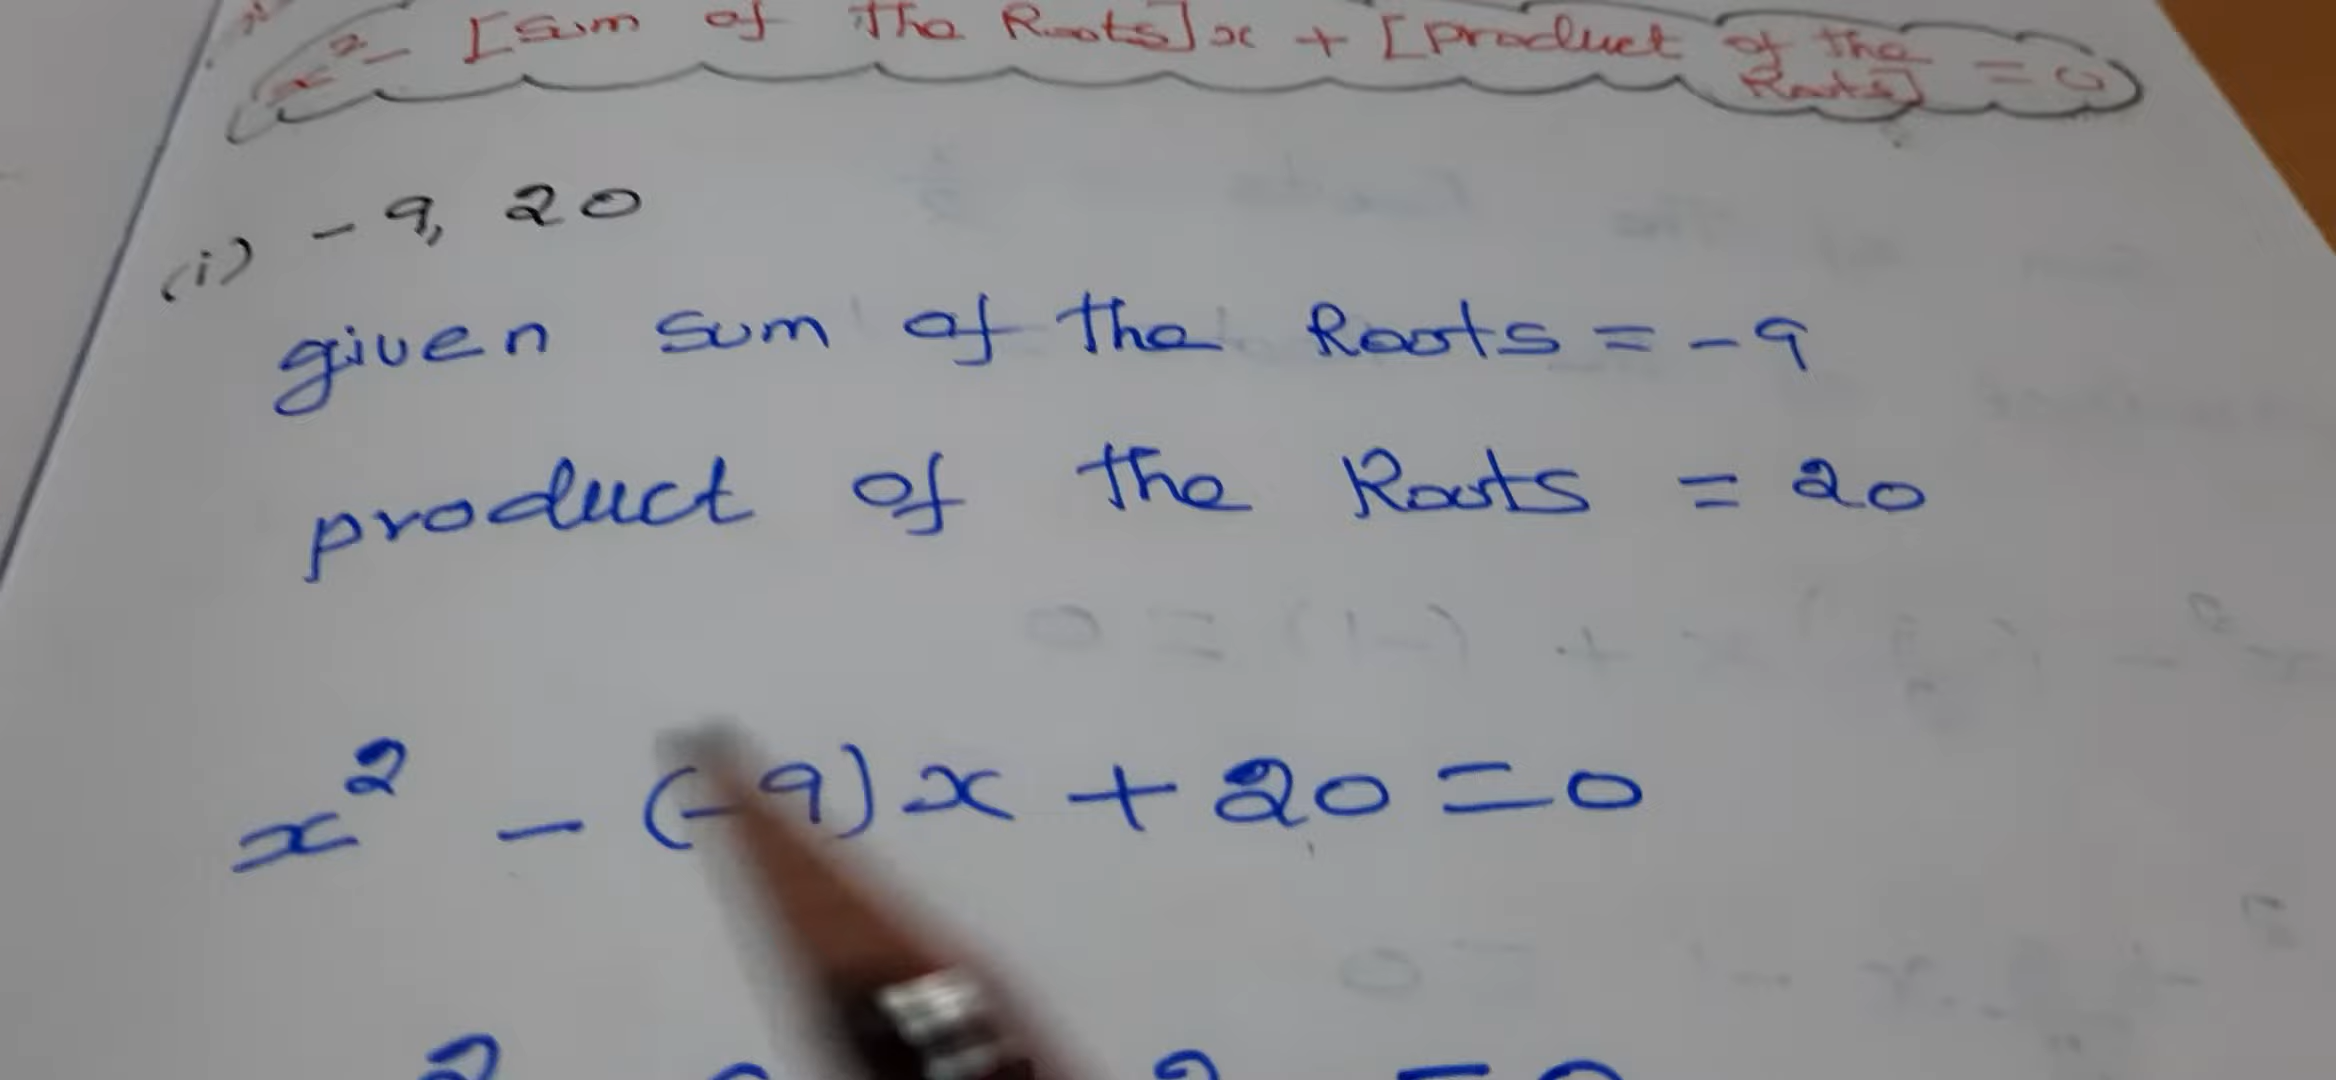 x² - [Sum of The Roots]x + [product of the Roots] = 0
(i) -9, 20
given sum of the Roots = -9
product of the Roots = 20
x² - (-9)x + 20 = 0